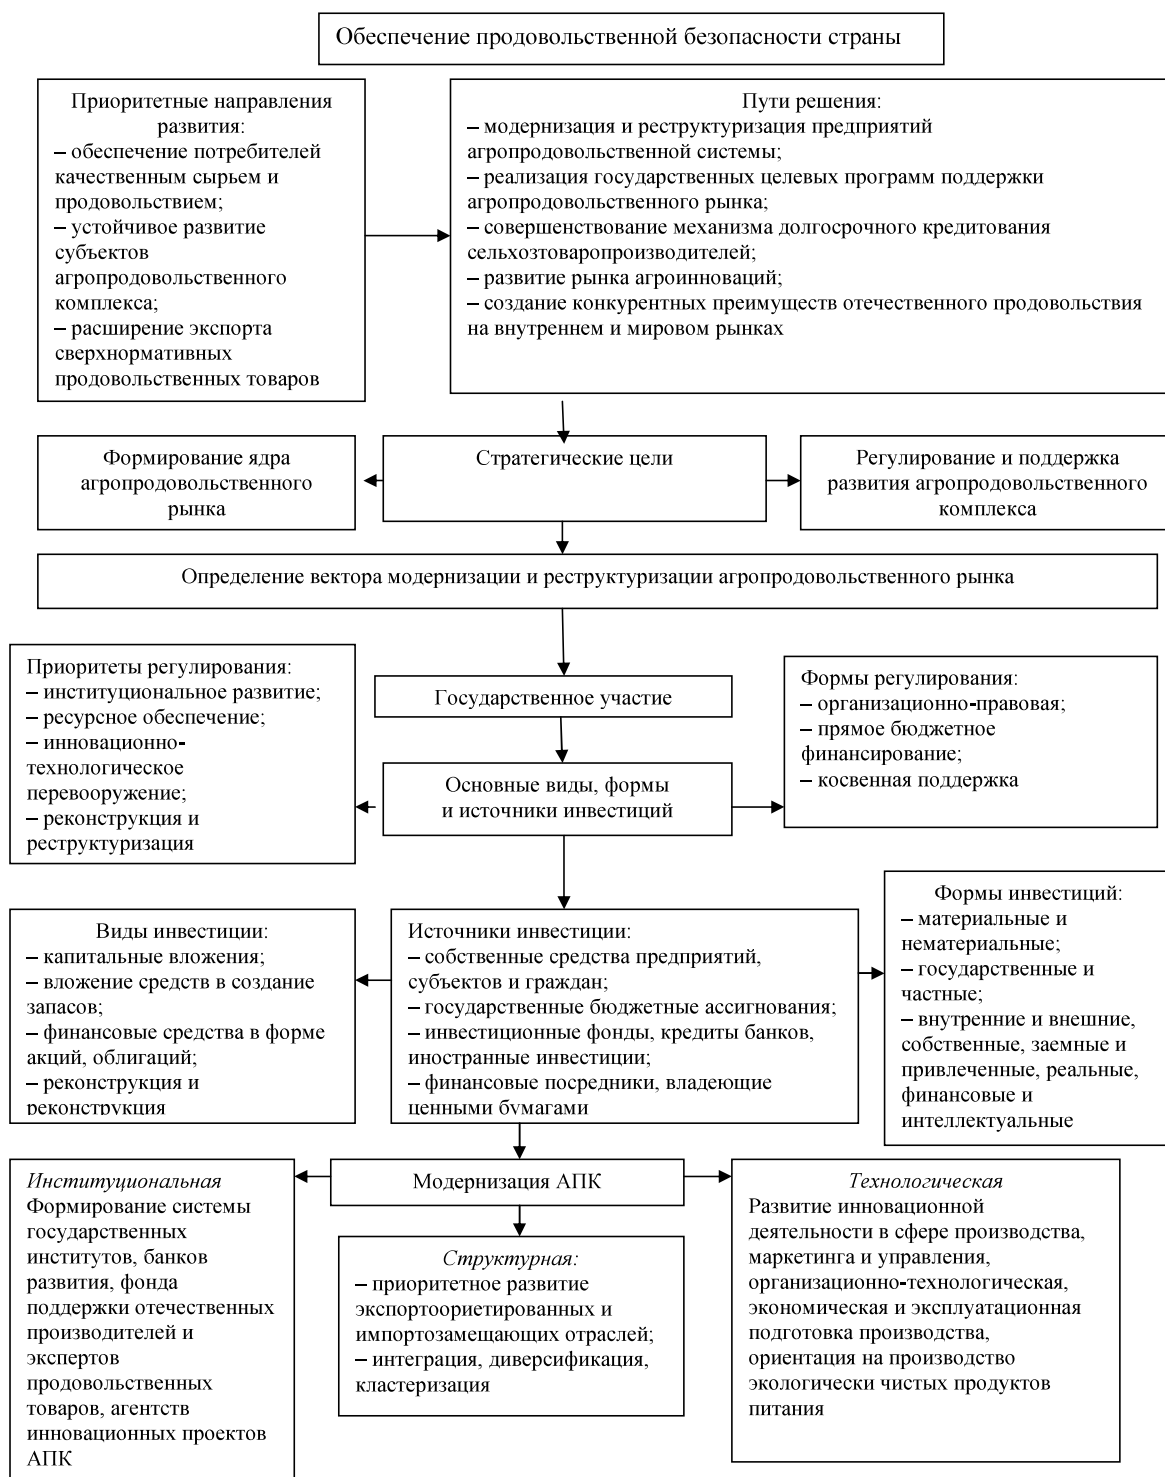 Обеспечение продовольственной безопасности страны
Приоритетные направления
развития:
– обеспечение потребителей
качественным сырьем и
продовольствием;
– устойчивое развитие
субъектов
агропродовольственного
комплекса;
– расширение экспорта
сверхнормативных
продовольственных товаров
Пути решения:
– модернизация и реструктуризация предприятий
агропродовольственной системы;
– реализация государственных целевых программ поддержки
агропродовольственного рынка;
– совершенствование механизма долгосрочного кредитования
сельхозтоваропроизводителей;
– развитие рынка агроинноваций;
– создание конкурентных преимуществ отечественного продовольствия
на внутреннем и мировом рынках
Формирование ядра
агропродовольственного
рынка
Стратегические цели
Регулирование и поддержка
развития агропродовольственного
комплекса
Определение вектора модернизации и реструктуризации агропродовольственного рынка
Приоритеты регулирования:
– институциональное развитие;
– ресурсное обеспечение;
– инновационно-
технологическое
перевооружение;
– реконструкция и
реструктуризация
Государственное участие
Основные виды, формы
и источники инвестиций
Формы регулирования:
– организационно-правовая;
– прямое бюджетное
финансирование;
– косвенная поддержка
Виды инвестиции:
– капитальные вложения;
– вложение средств в создание
запасов;
– финансовые средства в форме
акций, облигаций;
– реконструкция и
реконструкция
Источники инвестиции:
– собственные средства предприятий,
субъектов и граждан;
– государственные бюджетные ассигнования;
– инвестиционные фонды, кредиты банков,
иностранные инвестиции;
– финансовые посредники, владеющие
ценными бумагами
Формы инвестиций:
– материальные и
нематериальные;
– государственные и
частные;
– внутренние и внешние,
собственные, заемные и
привлеченные, реальные,
финансовые и
интеллектуальные
Институциональная
Формирование системы
государственных
институтов, банков
развития, фонда
поддержки отечественных
производителей и
экспертов
продовольственных
товаров, агентств
инновационных проектов
АПК
Модернизация АПК
Структурная:
– приоритетное развитие
экспортоориетированных и
импортозамещающих отраслей;
– интеграция, диверсификация,
кластеризация
Технологическая
Развитие инновационной
деятельности в сфере производства,
маркетинга и управления,
организационно-технологическая,
экономическая и эксплуатационная
подготовка производства,
ориентация на производство
экологически чистых продуктов
питания